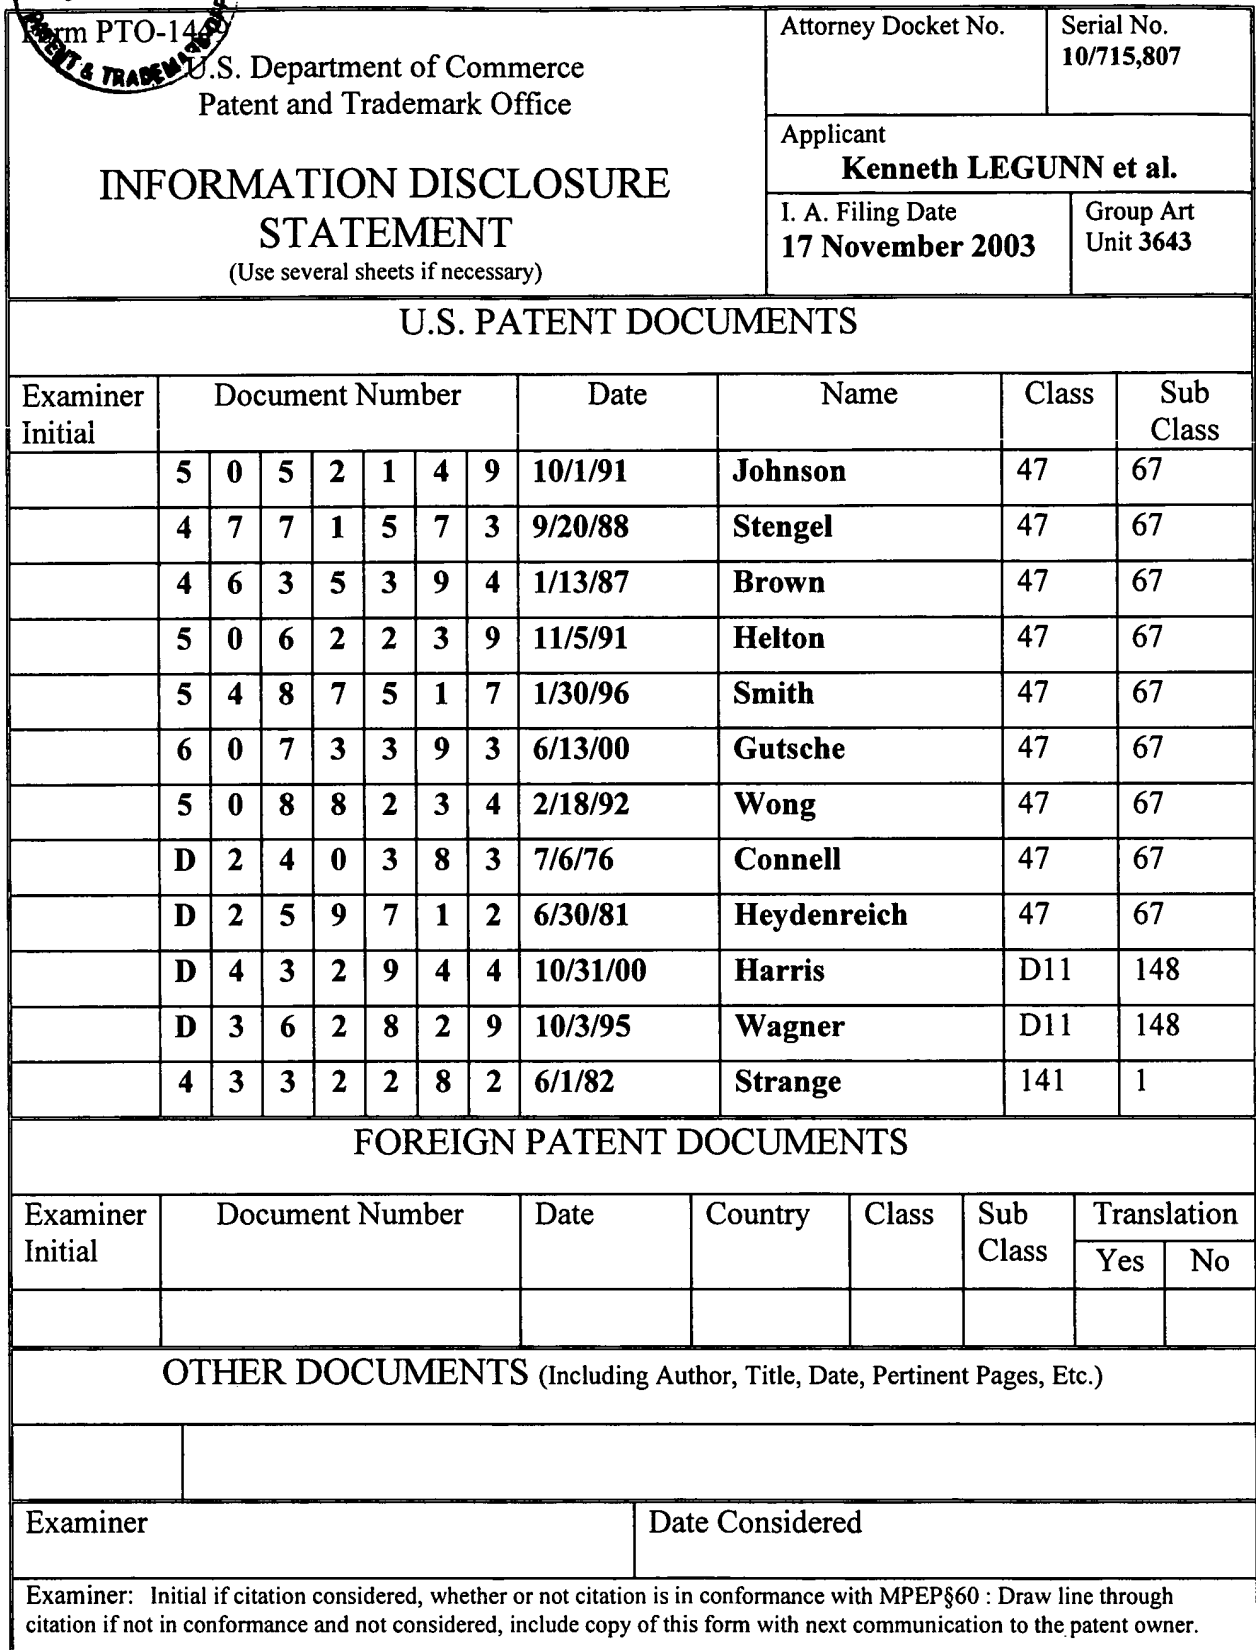 Form PTO-14
PATENT & TRADEMARK OFF
U.S. Department of Commerce
Patent and Trademark Office
INFORMATION DISCLOSURE
STATEMENT
(Use several sheets if necessary)
Attorney Docket No.
Serial No.
10/715,807
Applicant
Kenneth LEGUNN et al.
I. A. Filing Date
17 November 2003
Group Art
Unit 3643
U.S. PATENT DOCUMENTS
Examiner Initial Document Number Date Name Class Sub Class
5 0 5 2 1 4 9 10/1/91 Johnson 47 67
4 7 7 1 5 7 3 9/20/88 Stengel 47 67
4 6 3 5 3 9 4 1/13/87 Brown 47 67
5 0 6 2 2 3 9 11/5/91 Helton 47 67
5 4 8 7 5 1 7 1/30/96 Smith 47 67
6 0 7 3 3 9 3 6/13/00 Gutsche 47 67
5 0 8 8 2 3 4 2/18/92 Wong 47 67
D 2 4 0 3 8 3 7/6/76 Connell 47 67
D 2 5 9 7 1 2 6/30/81 Heydenreich 47 67
D 4 3 2 9 4 4 10/31/00 Harris D11 148
D 3 6 2 8 2 9 10/3/95 Wagner D11 148
4 3 3 2 2 8 2 6/1/82 Strange 141 1
FOREIGN PATENT DOCUMENTS
Examiner Initial Document Number Date Country Class Sub Class Translation
Yes No
OTHER DOCUMENTS (Including Author, Title, Date, Pertinent Pages, Etc.)
Examiner Date Considered
Examiner: Initial if citation considered, whether or not citation is in conformance with MPEP§60 : Draw line through
citation if not in conformance and not considered, include copy of this form with next communication to the patent owner.